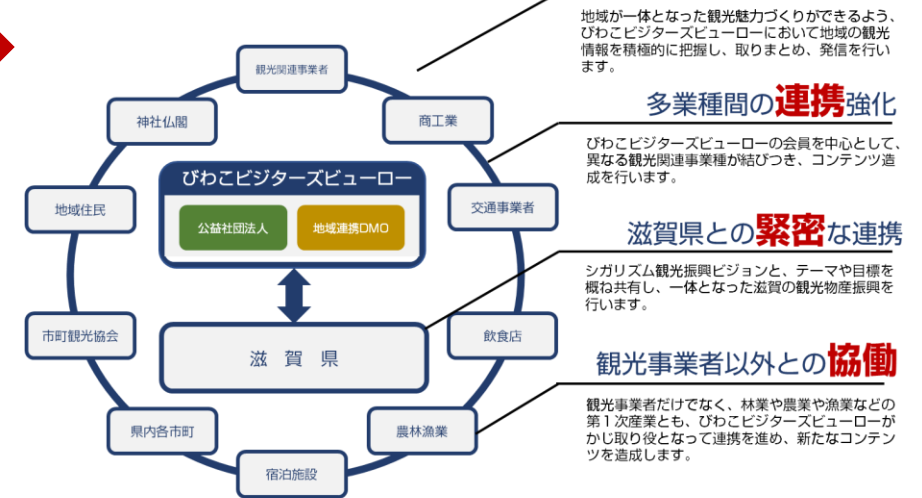 地域が一体となった観光魅力づくりができるよう、
びわこビジターズビューローにおいて地域の観光
情報を積極的に把握し、取りまとめ、発信を行い
ます。
多業種間の連携強化
びわこビジターズビューローの会員を中心として、
異なる観光関連事業種が結びつき、コンテンツ造
成を行います。
滋賀県との緊密な連携
シガリズム観光振興ビジョンと、テーマや目標を
概ね共有し、一体となった滋賀の観光物産振興を
行います。
観光事業者以外との協働
観光事業者だけでなく、林業や農業や漁業などの
第1次産業とも、びわこビジターズビューローが
かじ取り役となって連携を進め、新たなコンテン
ツを造成します。
観光関連事業者
神社仏閣
商工業
びわこビジターズビューロー
公益社団法人
地域連携DMO
地域住民
交通事業者
市町観光協会
滋賀県
飲食店
県内各市町
農林漁業
宿泊施設